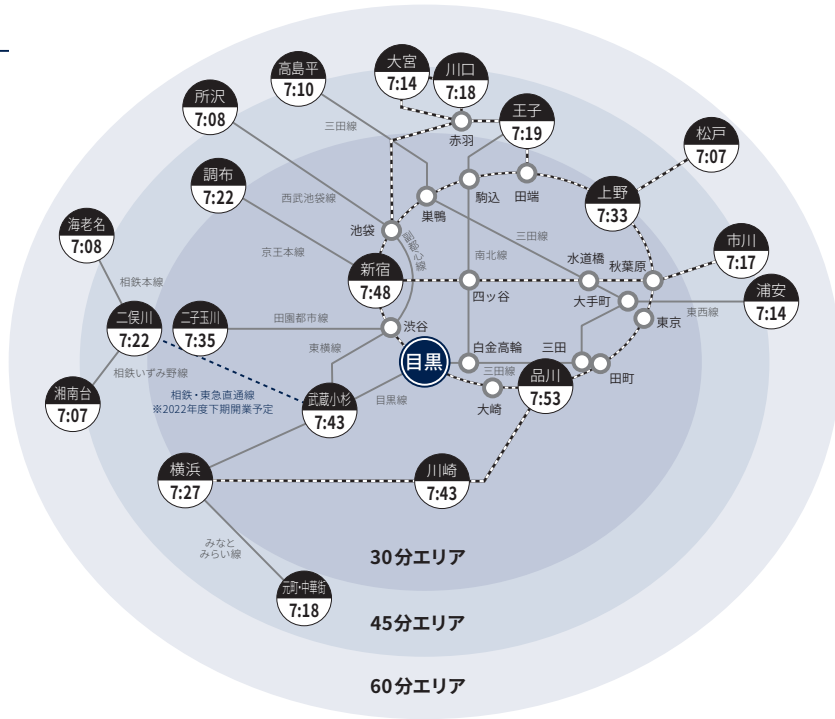 大宮
7:14
川口
7:18
高島平
7:10
所沢
7:08
王子
7:19
松戸
7:07
三田線
赤羽
調布
7:22
西武池袋線
巣鴨
駒込
田端
上野
7:33
海老名
7:08
池袋
副都心線
三田線
京王本線
南北線
水道橋
秋葉原
市川
7:17
新宿
7:48
相鉄本線
四ッ谷
大手町
浦安
7:14
東西線
二俣川
7:22
二子玉川
7:35
田園都市線
渋谷
東京
東横線
目黒
白金高輪
三田
三田線
田町
相鉄いずみ野線
湘南台
7:07
相鉄・東急直通線
※2022年度下期開業予定
武蔵小杉
7:43
目黒線
大崎
品川
7:53
横浜
7:27
川崎
7:43
みなと
みらい線
30分エリア
元町・中華街
7:18
45分エリア
60分エリア